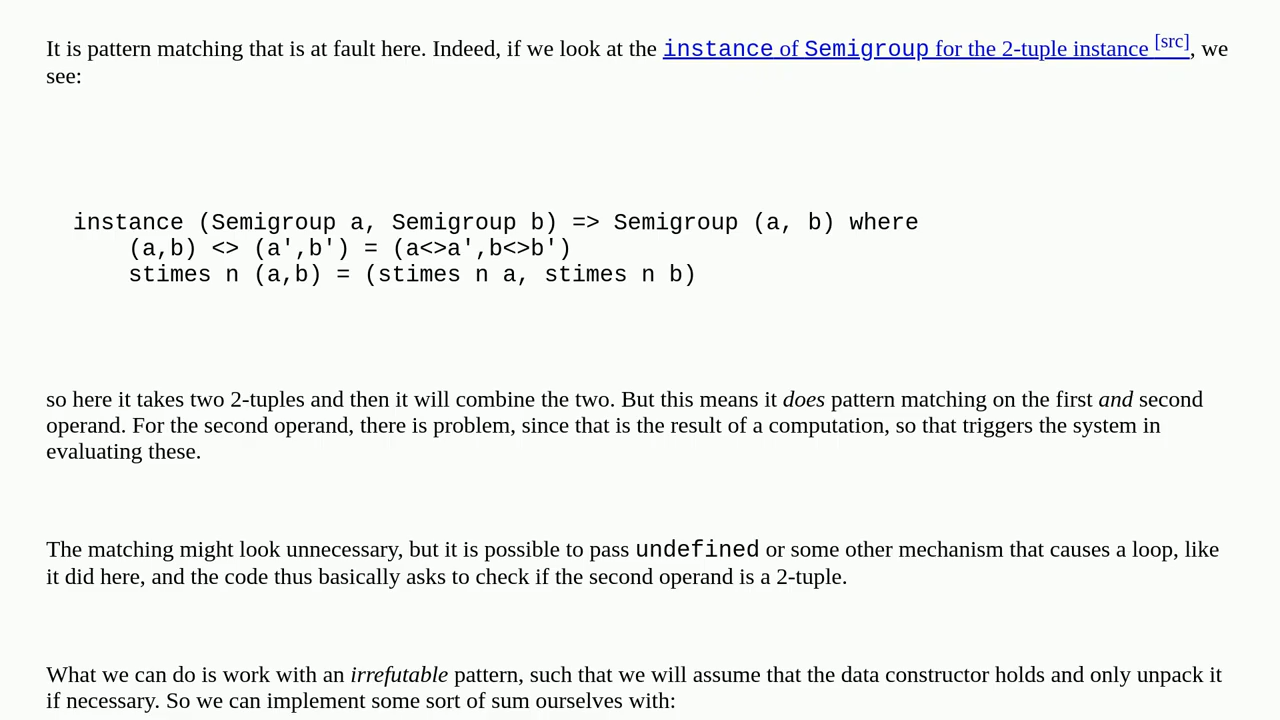 It is pattern matching that is at fault here. Indeed, if we look at the instance of Semigroup for the 2-tuple instance [src], we
see:
instance (Semigroup a, Semigroup b) => Semigroup (a, b) where
    (a,b) <> (a',b') = (a<>a',b<>b')
    stimes n (a,b) = (stimes n a, stimes n b)
so here it takes two 2-tuples and then it will combine the two. But this means it does pattern matching on the first and second
operand. For the second operand, there is problem, since that is the result of a computation, so that triggers the system in
evaluating these.
The matching might look unnecessary, but it is possible to pass undefined or some other mechanism that causes a loop, like
it did here, and the code thus basically asks to check if the second operand is a 2-tuple.
What we can do is work with an irrefutable pattern, such that we will assume that the data constructor holds and only unpack it
if necessary. So we can implement some sort of sum ourselves with: